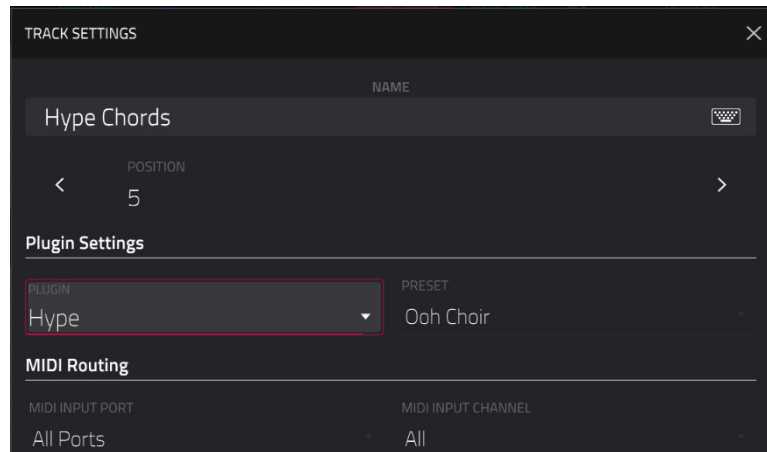 TRACK SETTINGS
NAME
Hype Chords
POSITION
5
Plugin Settings
PLUGIN
PRESET
Hype
Ooh Choir
MIDI Routing
MIDI INPUT PORT
MIDI INPUT CHANNEL
All Ports
All